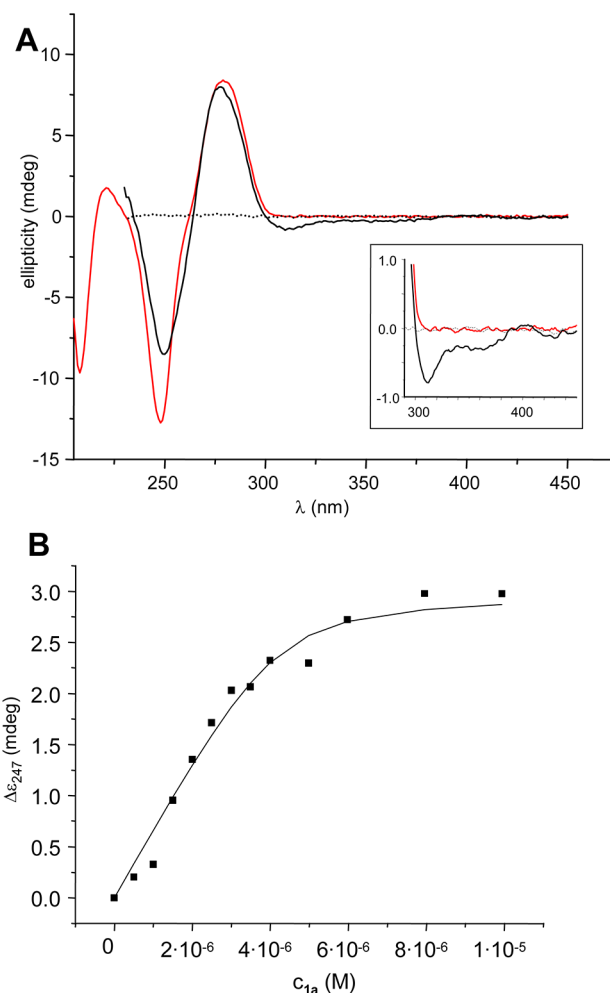 A
10
5
0
-5
-10
-15
ellipticity (mdeg)
250 300 350 400 450
λ (nm)
1.0
0.0
-1.0
300 400
B
3.0
2.5
2.0
1.5
1.0
0.5
0.0
Δε247 (mdeg)
0 2·10-6 4·10-6 6·10-6 8·10-6 1·10-5
c1a (M)